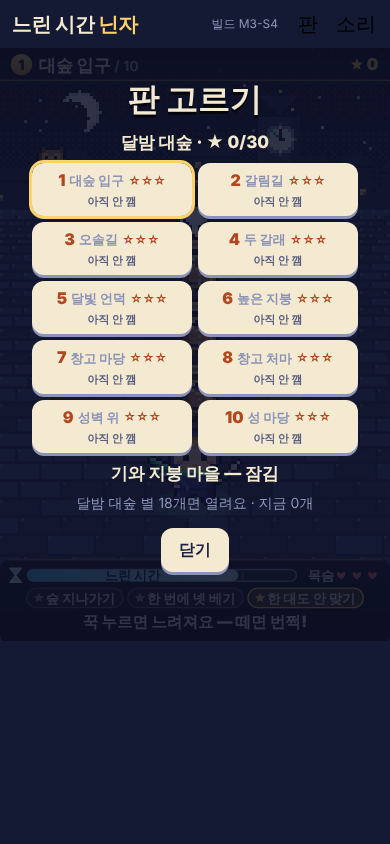 느린 시간 닌자 빌드 M3-S4 판 소리
1 대숲 입구 / 10 ★ 0
판 고르기
달밤 대숲 · ★ 0/30
1 대숲 입구 ☆☆☆
아직 안 깸
2 갈림길 ☆☆☆
아직 안 깸
3 오솔길 ☆☆☆
아직 안 깸
4 두 갈래 ☆☆☆
아직 안 깸
5 달빛 언덕 ☆☆☆
아직 안 깸
6 높은 지붕 ☆☆☆
아직 안 깸
7 창고 마당 ☆☆☆
아직 안 깸
8 창고 처마 ☆☆☆
아직 안 깸
9 성벽 위 ☆☆☆
아직 안 깸
10 성 마당 ☆☆☆
아직 안 깸
기와 지붕 마을 — 잠김
달밤 대숲 별 18개면 열려요 · 지금 0개
닫기
느린 시간 목숨 ♥ ♥ ♥
★숲 지나가기 ★한 번에 넷 베기 ★한 대도 안 맞기
꾹 누르면 느려져요 — 떼면 번쩍!